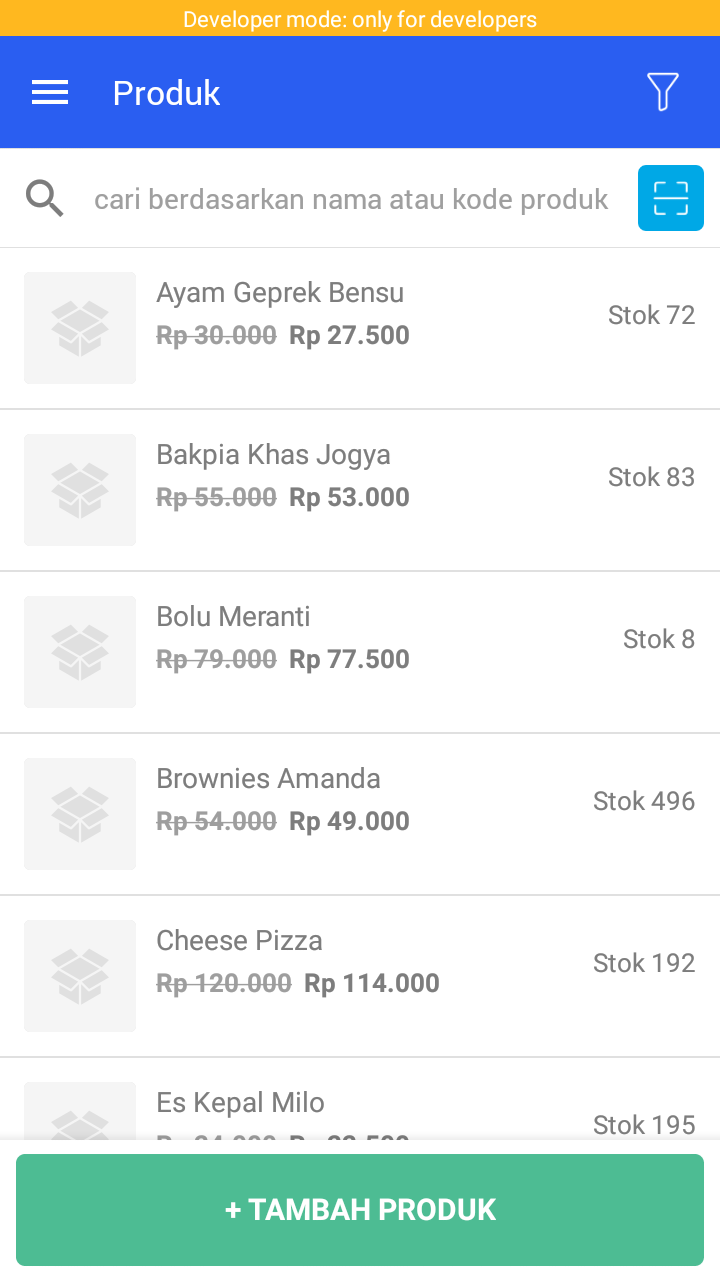 Developer mode: only for developers
Produk
cari berdasarkan nama atau kode produk
Ayam Geprek Bensu
Rp 30.000 Rp 27.500
Stok 72
Bakpia Khas Jogya
Rp 55.000 Rp 53.000
Stok 83
Bolu Meranti
Rp 79.000 Rp 77.500
Stok 8
Brownies Amanda
Rp 54.000 Rp 49.000
Stok 496
Cheese Pizza
Rp 120.000 Rp 114.000
Stok 192
Es Kepal Milo
Stok 195
+ TAMBAH PRODUK